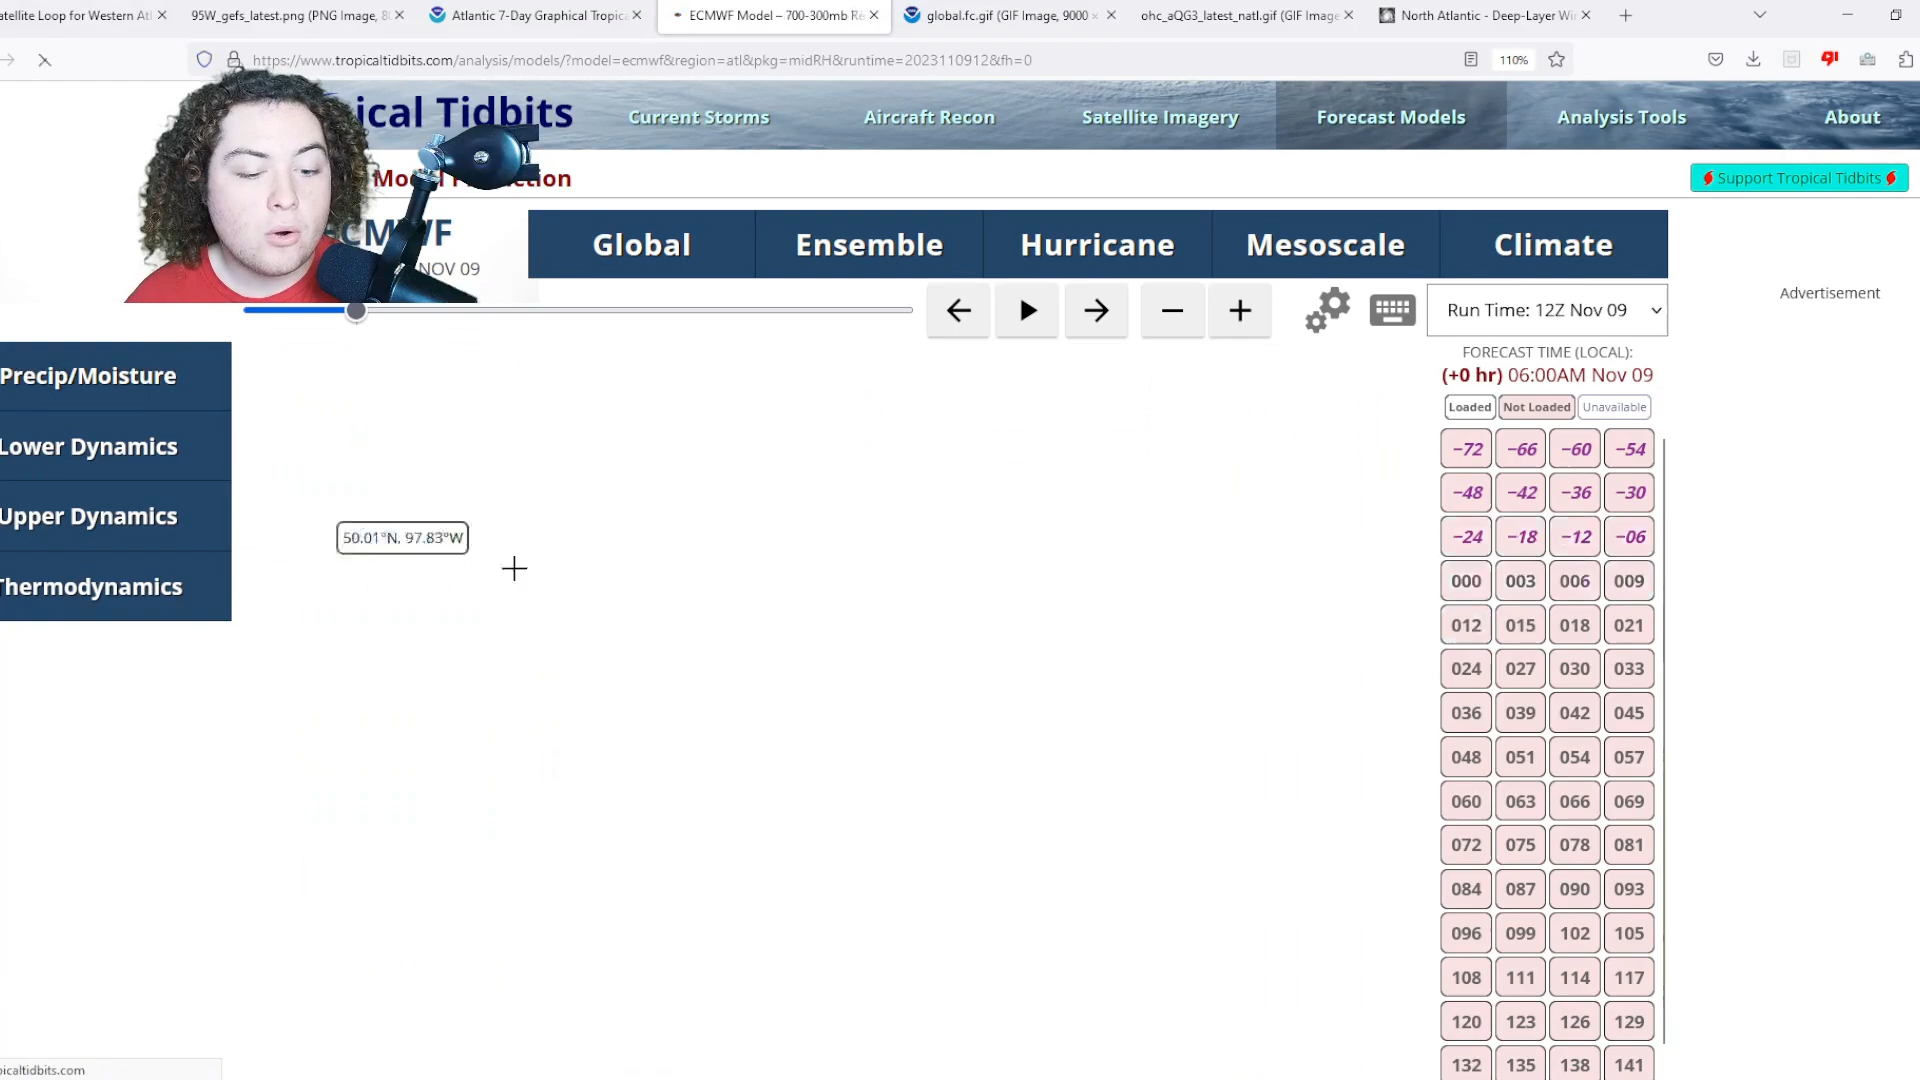 atellite Loop for Western Atl
95W_gefs_latest.png (PNG Image, 8
Atlantic 7-Day Graphical Tropica
ECMWF Model – 700-300mb Re
global.fc.gif (GIF Image, 9000 ×
ohc_aQG3_latest_natl.gif (GIF Image
North Atlantic - Deep-Layer Win
https://www.tropicaltidbits.com/analysis/models/?model=ecmwf&region=atl&pkg=midRH&runtime=2023110912&fh=0
110%
ical Tidbits
Current Storms
Aircraft Recon
Satellite Imagery
Forecast Models
Analysis Tools
About
Support Tropical Tidbits
ECMWF
NOV 09
Global
Ensemble
Hurricane
Mesoscale
Climate
Run Time: 12Z Nov 09
Advertisement
FORECAST TIME (LOCAL):
(+0 hr) 06:00AM Nov 09
Loaded Not Loaded Unavailable
Precip/Moisture
Lower Dynamics
Upper Dynamics
Thermodynamics
50.01°N, 97.83°W
−72 −66 −60 −54
−48 −42 −36 −30
−24 −18 −12 −06
000 003 006 009
012 015 018 021
024 027 030 033
036 039 042 045
048 051 054 057
060 063 066 069
072 075 078 081
084 087 090 093
096 099 102 105
108 111 114 117
120 123 126 129
132 135 138 141
picaltidbits.com